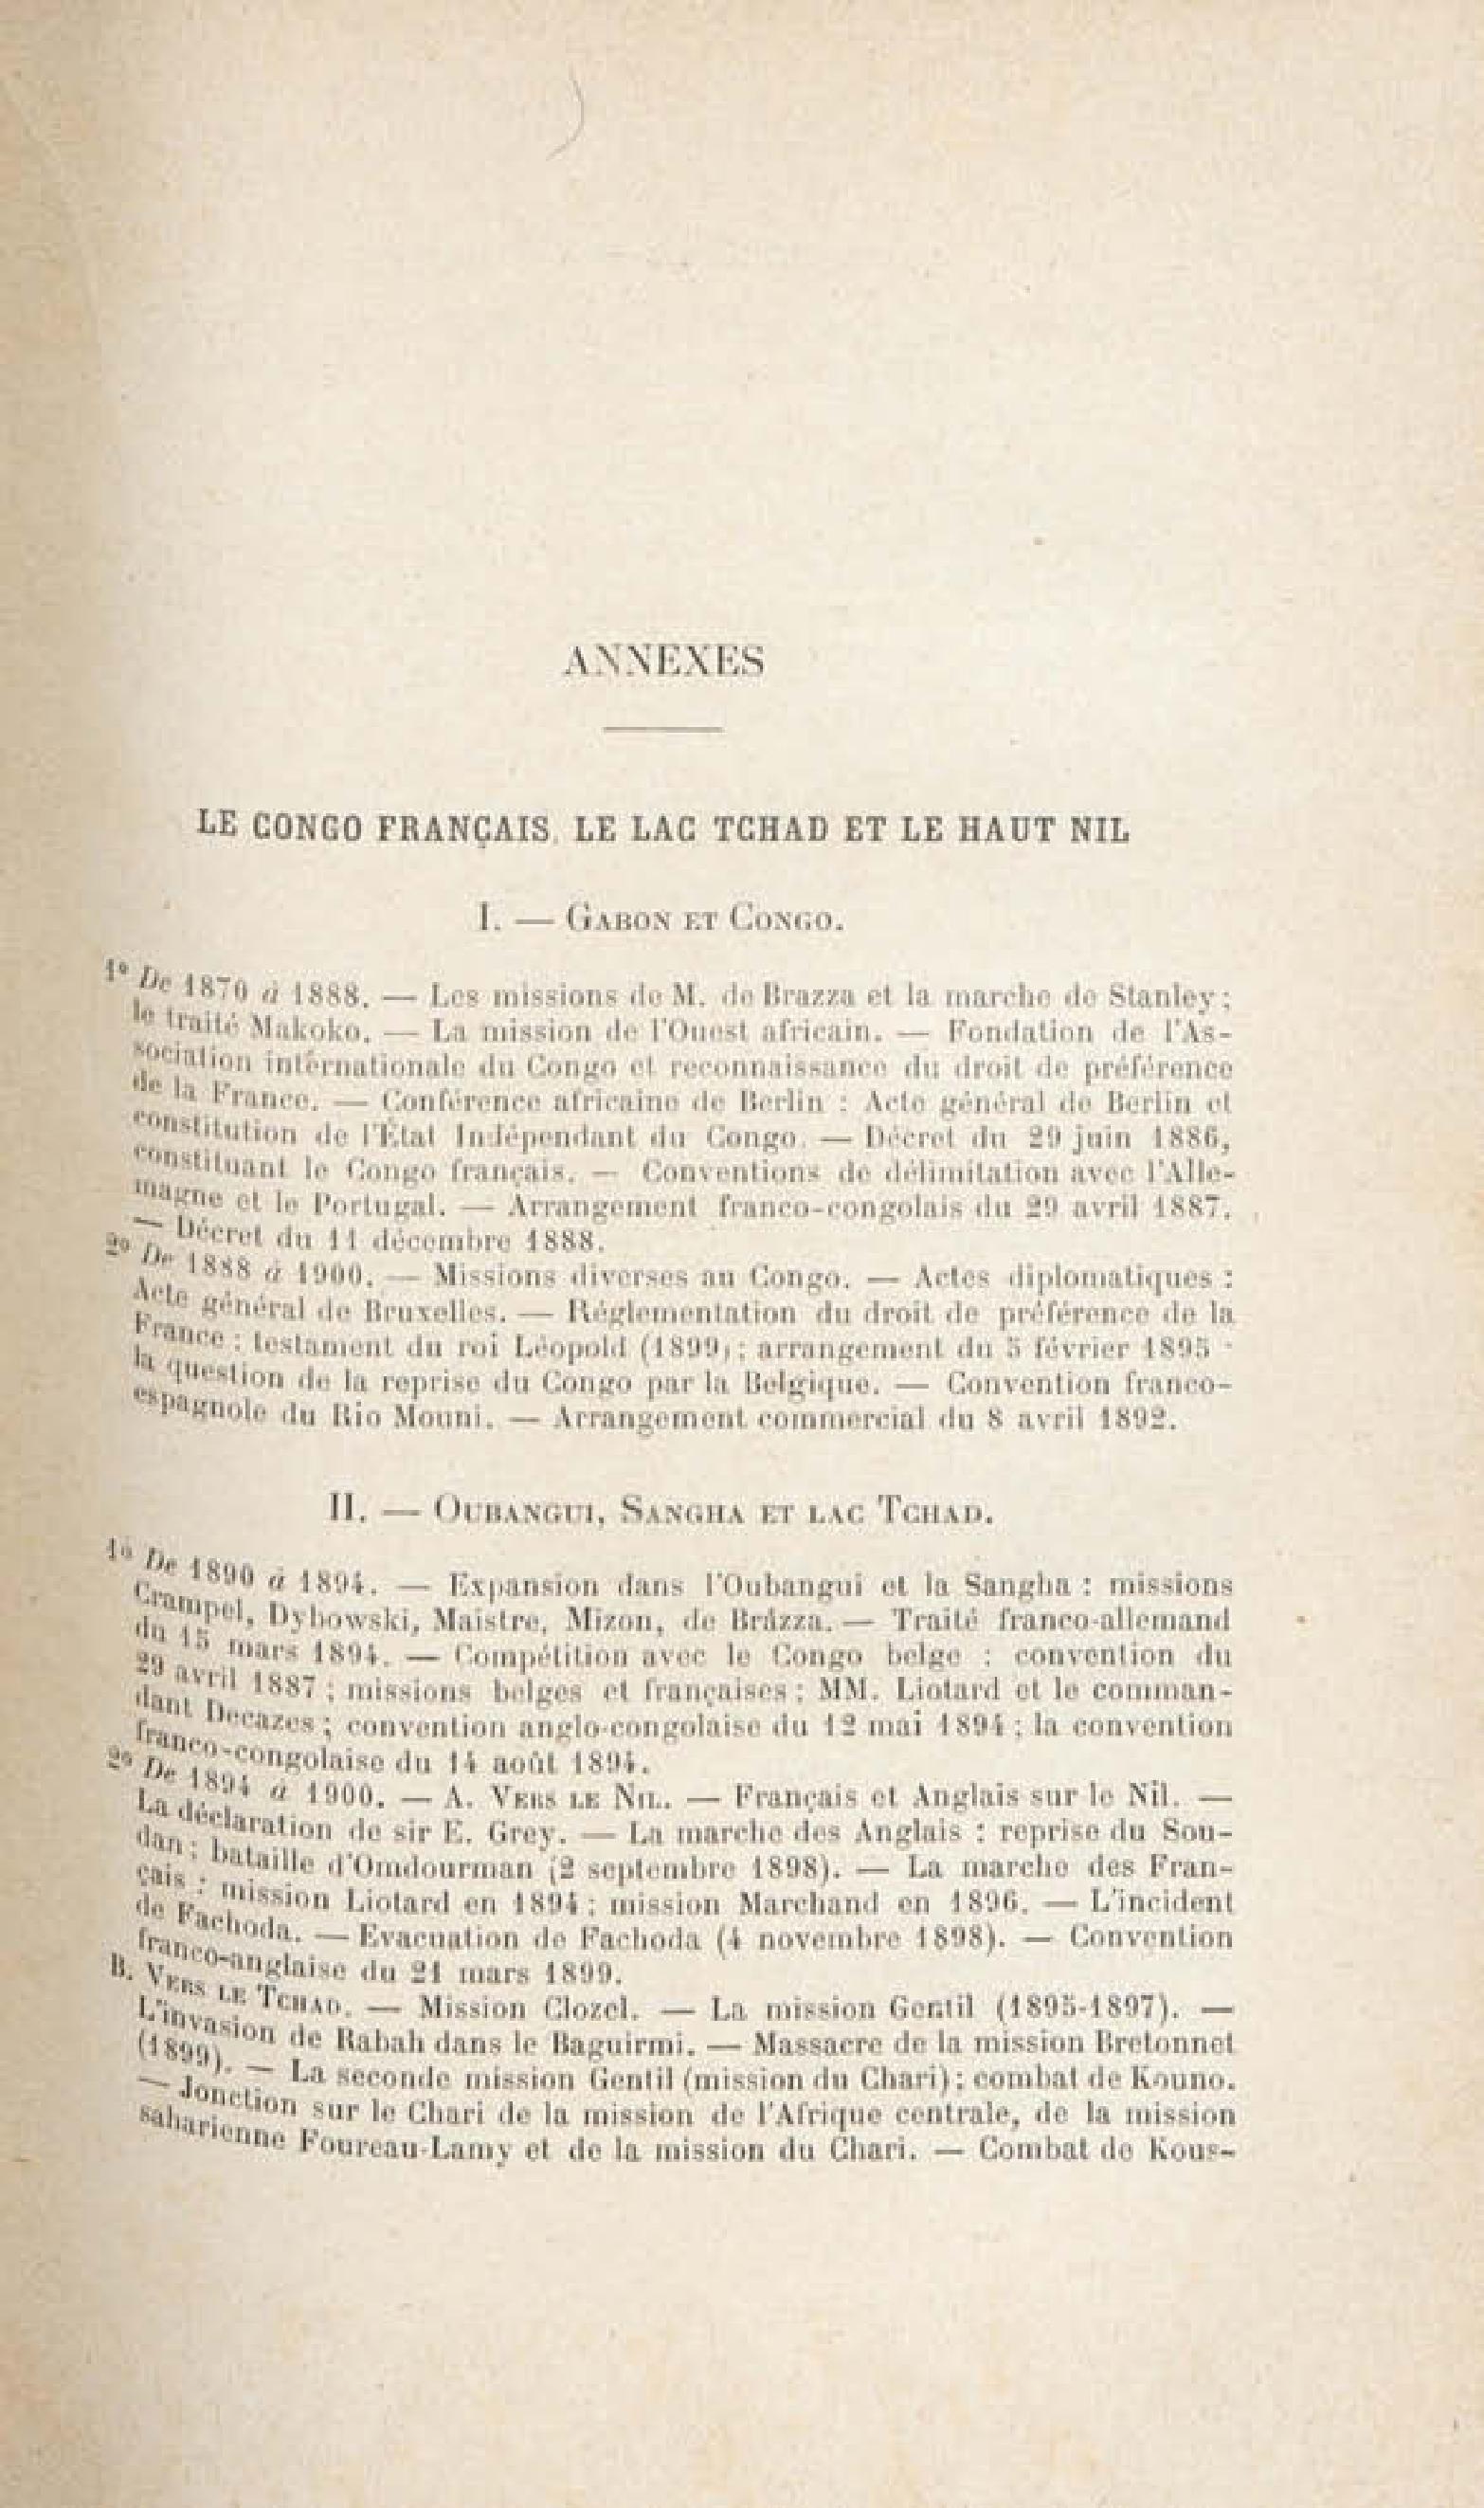 ANNEXES
LE CONGO FRANÇAIS, LE LAC TCHAD ET LE HAUT NIL
I. — GABON ET CONGO.
1° De 1870 à 1888. — Les missions de M. de Brazza et la marche de Stanley;
le traité Makoko. — La mission de l'Ouest africain. — Fondation de l'As-
sociation internationale du Congo et reconnaissance du droit de préférence
de la France. — Conférence africaine de Berlin : Acte général de Berlin et
constitution de l'État Indépendant du Congo. — Décret du 29 juin 1886,
constituant le Congo français. — Conventions de délimitation avec l'Alle-
magne et le Portugal. — Arrangement franco-congolais du 29 avril 1887.
— Décret du 11 décembre 1888.
2° De 1888 à 1900. — Missions diverses au Congo. — Actes diplomatiques :
Acte général de Bruxelles. — Réglementation du droit de préférence de la
France : testament du roi Léopold (1899); arrangement du 5 février 1895 ·
la question de la reprise du Congo par la Belgique. — Convention franco-
espagnole du Rio Mouni. — Arrangement commercial du 8 avril 1892.
II. — OUBANGUI, SANGHA ET LAC TCHAD.
1° De 1890 à 1894. — Expansion dans l'Oubangui et la Sangha : missions
Crampel, Dybowski, Maistre, Mizon, de Brazza. — Traité franco-allemand
du 15 mars 1894. — Compétition avec le Congo belge : convention du
29 avril 1887 ; missions belges et françaises ; MM. Liotard et le comman-
dant Decazes ; convention anglo-congolaise du 12 mai 1894 ; la convention
franco-congolaise du 14 août 1894.
2° De 1894 à 1900. — A. VERS LE NIL. — Français et Anglais sur le Nil. —
La déclaration de sir E. Grey. — La marche des Anglais : reprise du Sou-
dan ; bataille d'Omdourman (2 septembre 1898). — La marche des Fran-
çais : mission Liotard en 1894 ; mission Marchand en 1896. — L'incident
de Fachoda. — Evacuation de Fachoda (4 novembre 1898). — Convention
franco-anglaise du 21 mars 1899.
B. VERS LE TCHAD. — Mission Clozel. — La mission Gentil (1895-1897). —
L'invasion de Rabah dans le Baguirmi. — Massacre de la mission Bretonnet
(1899). — La seconde mission Gentil (mission du Chari) ; combat de Kouno.
— Jonction sur le Chari de la mission de l'Afrique centrale, de la mission
saharienne Foureau-Lamy et de la mission du Chari. — Combat de Kous-